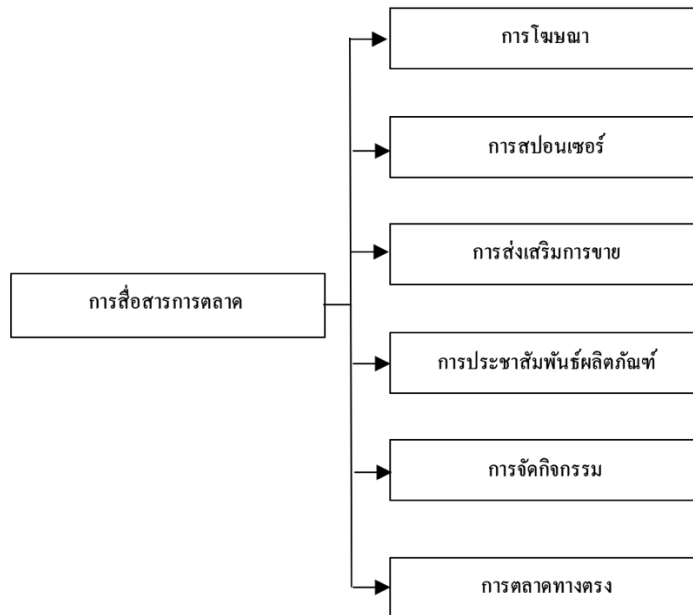 การโฆษณา
การสปอนเซอร์
การส่งเสริมการขาย
การสื่อสารการตลาด
การประชาสัมพันธ์ผลิตภัณฑ์
การจัดกิจกรรม
การตลาดทางตรง